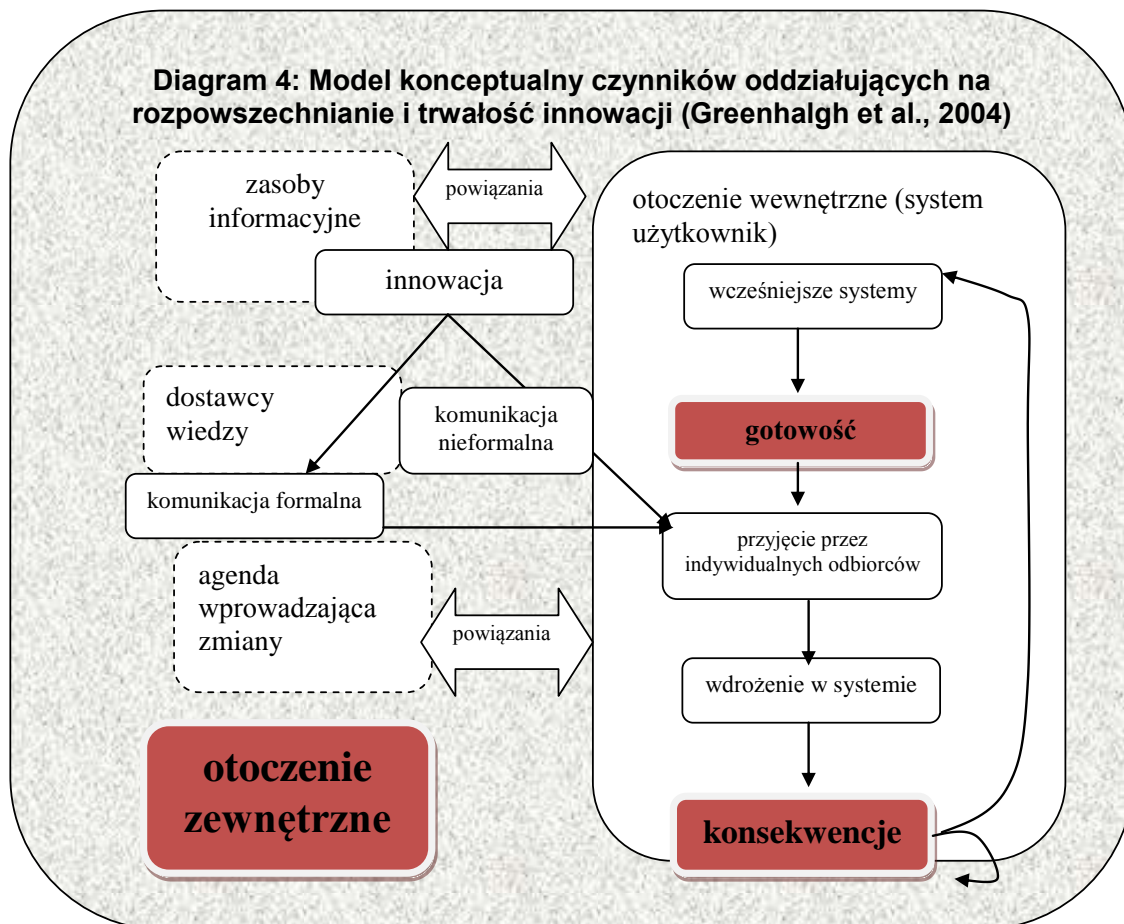 Diagram 4: Model konceptualny czynników oddziałujących na
rozpowszechnianie i trwałość innowacji (Greenhalgh et al., 2004)
zasoby
informacyjne
powiązania
innowacja
dostawcy
wiedzy
komunikacja
nieformalna
komunikacja formalna
agenda
wprowadzająca
zmiany
powiązania
otoczenie
zewnętrzne
otoczenie wewnętrzne (system
użytkownik)
wcześniejsze systemy
gotowość
przyjęcie przez
indywidualnych odbiorców
wdrożenie w systemie
konsekwencje